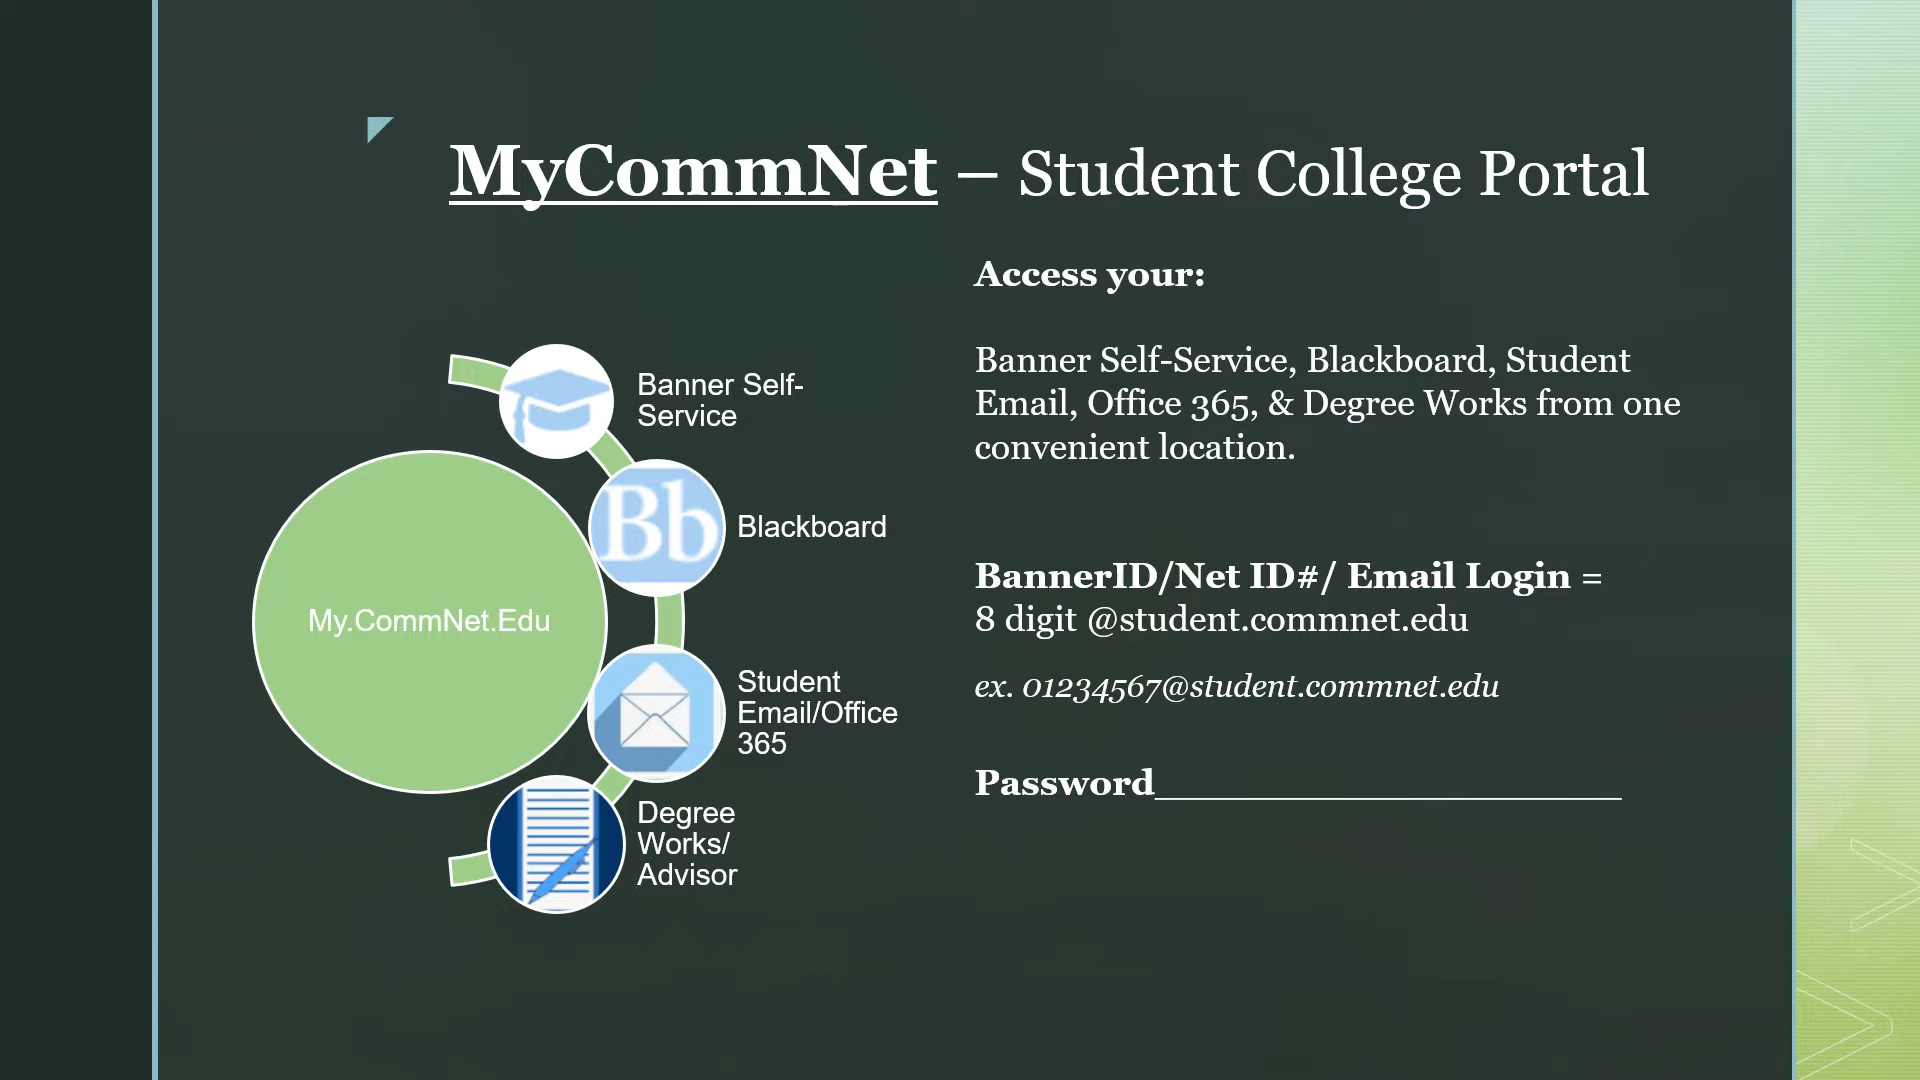 MyCommNet – Student College Portal
Access your:
Banner Self-Service, Blackboard, Student
Email, Office 365, & Degree Works from one
convenient location.
BannerID/Net ID#/ Email Login =
8 digit @student.commnet.edu
ex. 01234567@student.commnet.edu
Password_________________________
My.CommNet.Edu
Banner Self-
Service
Bb
Blackboard
Student
Email/Office
365
Degree
Works/
Advisor